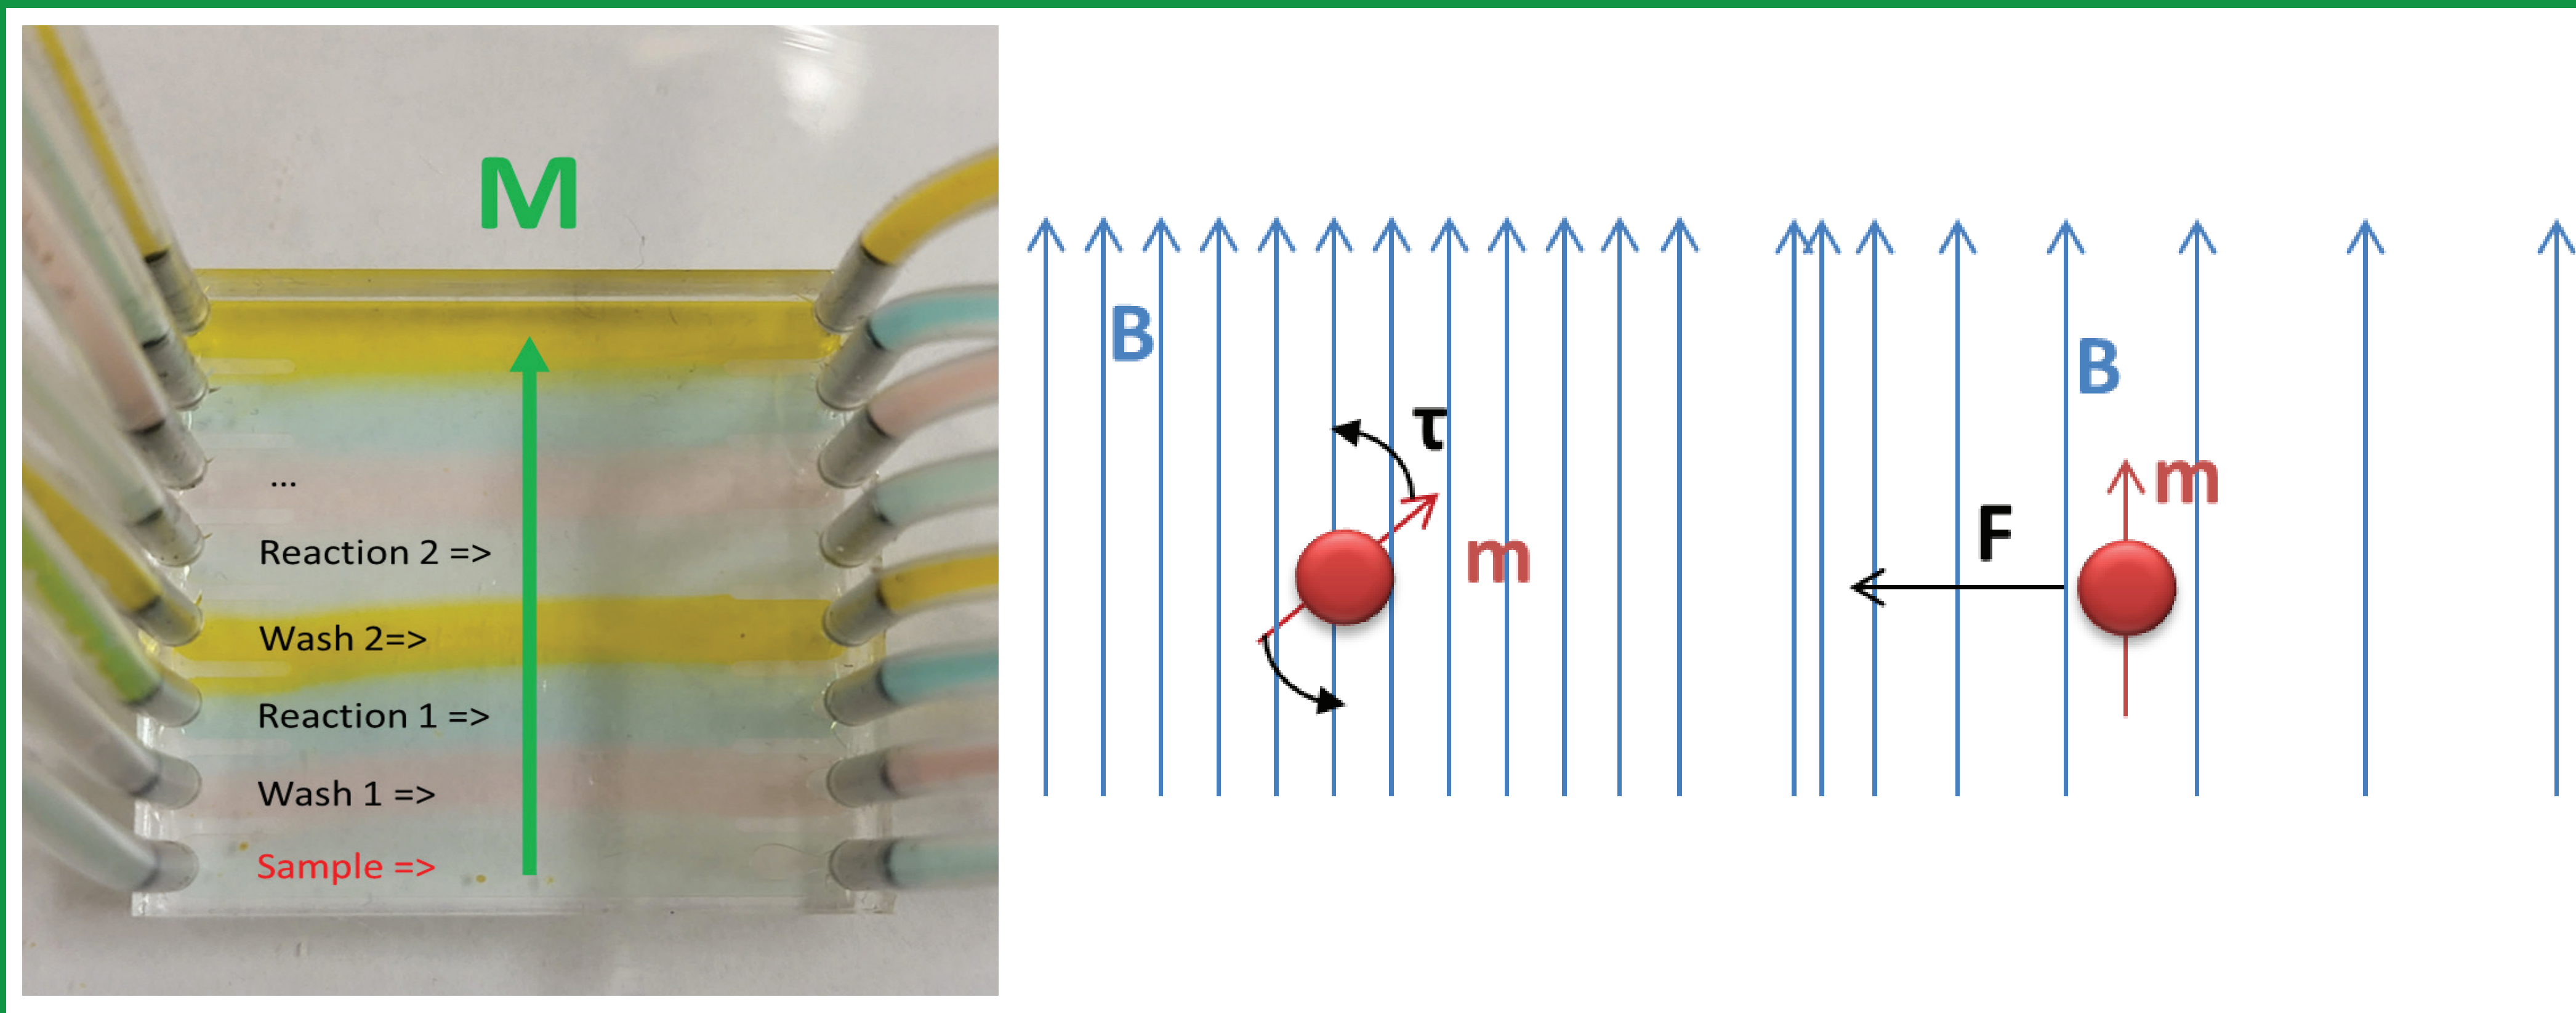 M
...
Reaction 2 =>
Wash 2=>
Reaction 1 =>
Wash 1 =>
Sample =>
B
τ
m
B
m
F